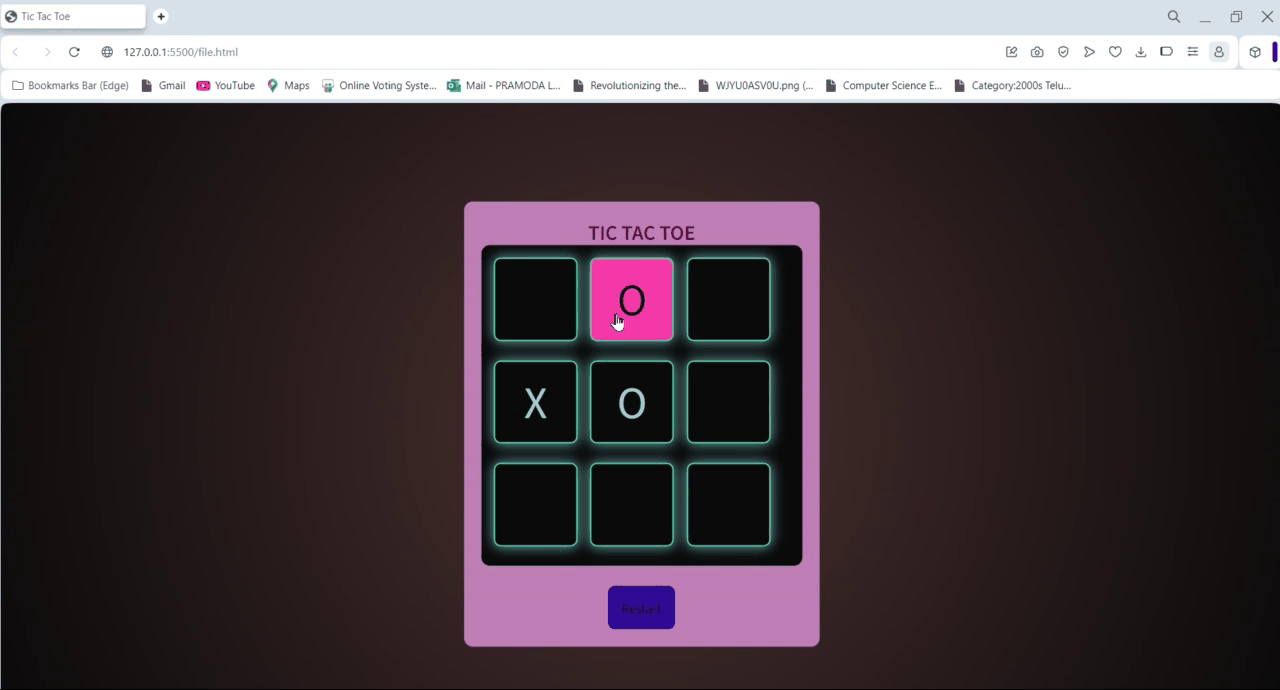 Tic Tac Toe
127.0.0.1:5500/file.html
Bookmarks Bar (Edge) Gmail YouTube Maps Online Voting Syste... Mail - PRAMODA L... Revolutionizing the... WJYU0ASV0U.png (... Computer Science E... Category:2000s Telu...
TIC TAC TOE
O
X O
Restart